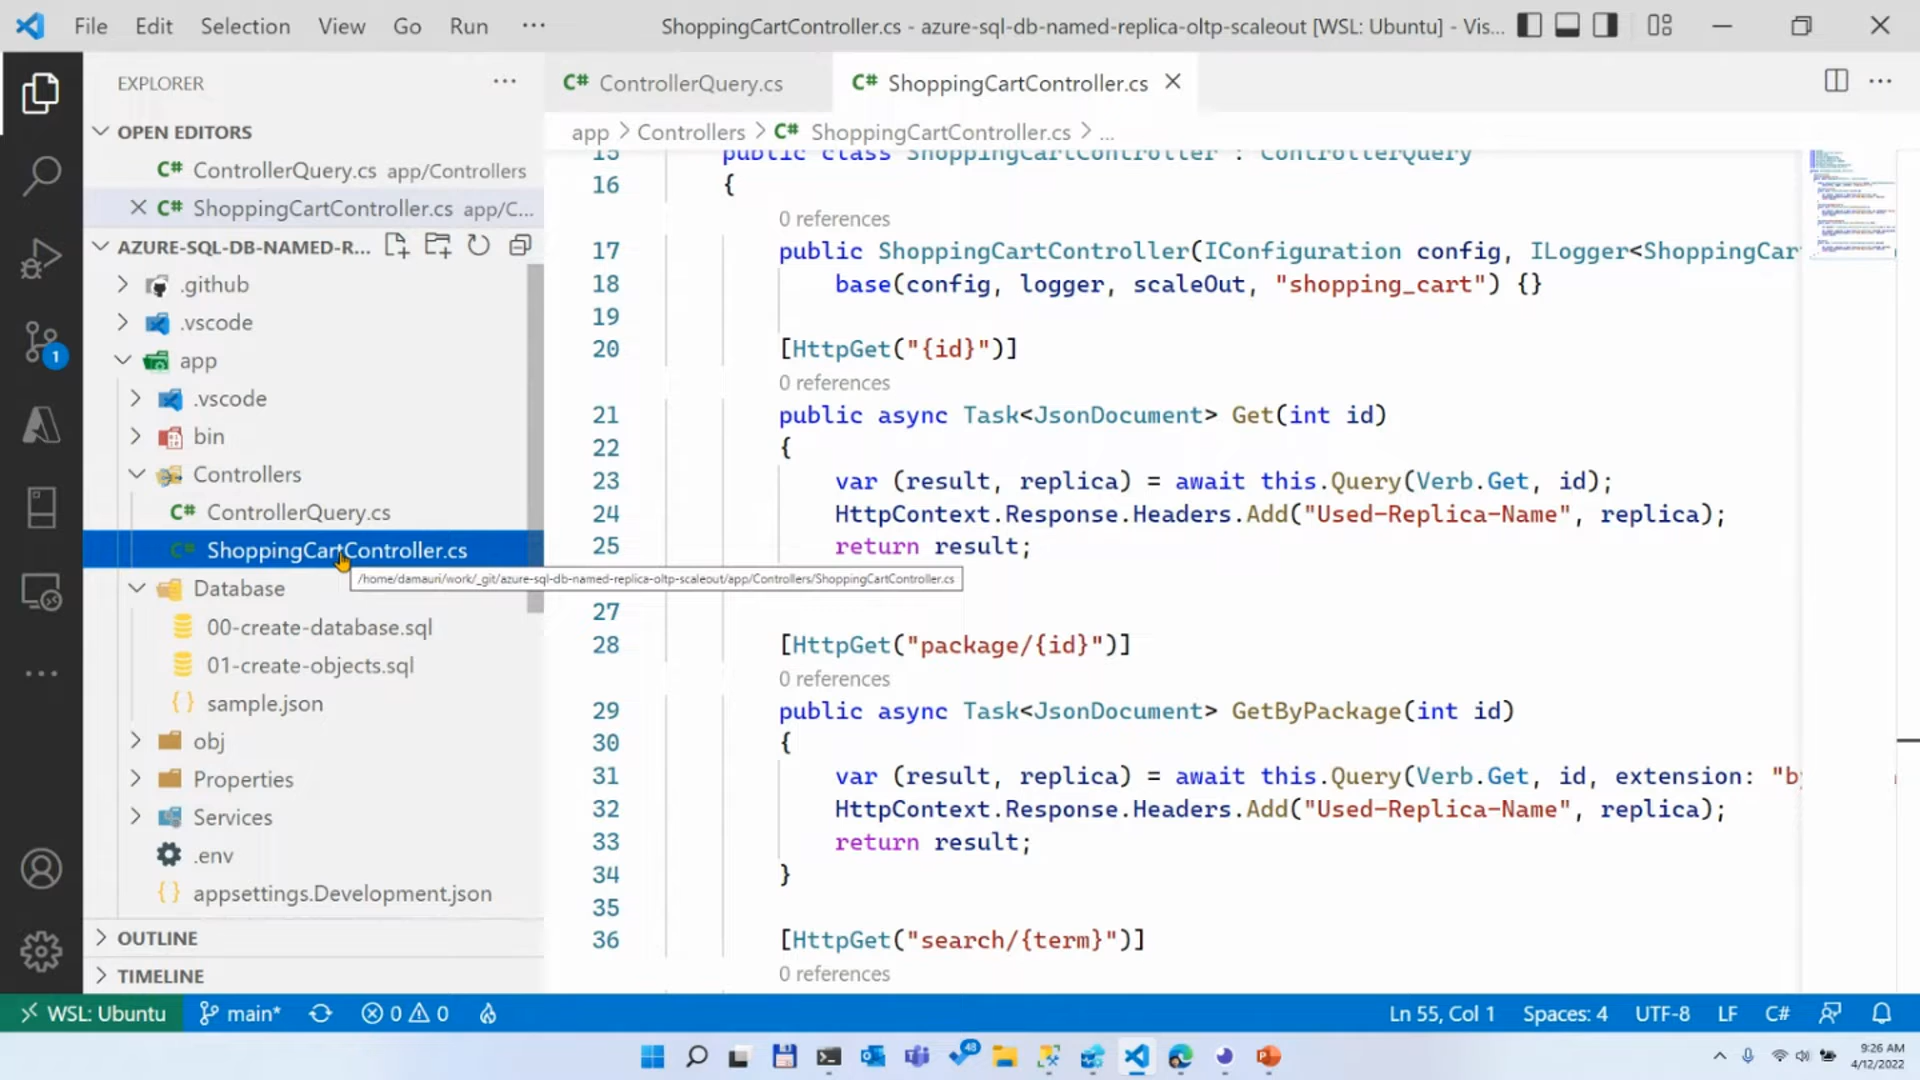 File Edit Selection View Go Run ··· ShoppingCartController.cs - azure-sql-db-named-replica-oltp-scaleout [WSL: Ubuntu] - Vis...
EXPLORER
OPEN EDITORS
C# ControllerQuery.cs app/Controllers
C# ShoppingCartController.cs app/C...
AZURE-SQL-DB-NAMED-R...
.github
.vscode
app
.vscode
bin
Controllers
C# ControllerQuery.cs
C# ShoppingCartController.cs
/home/damauri/work/_git/azure-sql-db-named-replica-oltp-scaleout/app/Controllers/ShoppingCartController.cs
Database
00-create-database.sql
01-create-objects.sql
{} sample.json
obj
Properties
Services
.env
{} appsettings.Development.json
OUTLINE
TIMELINE
C# ControllerQuery.cs
C# ShoppingCartController.cs
app > Controllers > C# ShoppingCartController.cs > ...
15 public class ShoppingCartController : ControllerQuery
16 {
0 references
17 public ShoppingCartController(IConfiguration config, ILogger<ShoppingCar
18 base(config, logger, scaleOut, "shopping_cart") {}
19
20 [HttpGet("{id}")]
0 references
21 public async Task<JsonDocument> Get(int id)
22 {
23 var (result, replica) = await this.Query(Verb.Get, id);
24 HttpContext.Response.Headers.Add("Used-Replica-Name", replica);
25 return result;
27
28 [HttpGet("package/{id}")]
0 references
29 public async Task<JsonDocument> GetByPackage(int id)
30 {
31 var (result, replica) = await this.Query(Verb.Get, id, extension: "b
32 HttpContext.Response.Headers.Add("Used-Replica-Name", replica);
33 return result;
34 }
35
36 [HttpGet("search/{term}")]
0 references
1
WSL: Ubuntu main* 0 0 Ln 55, Col 1 Spaces: 4 UTF-8 LF C#
48
9:26 AM
4/12/2022